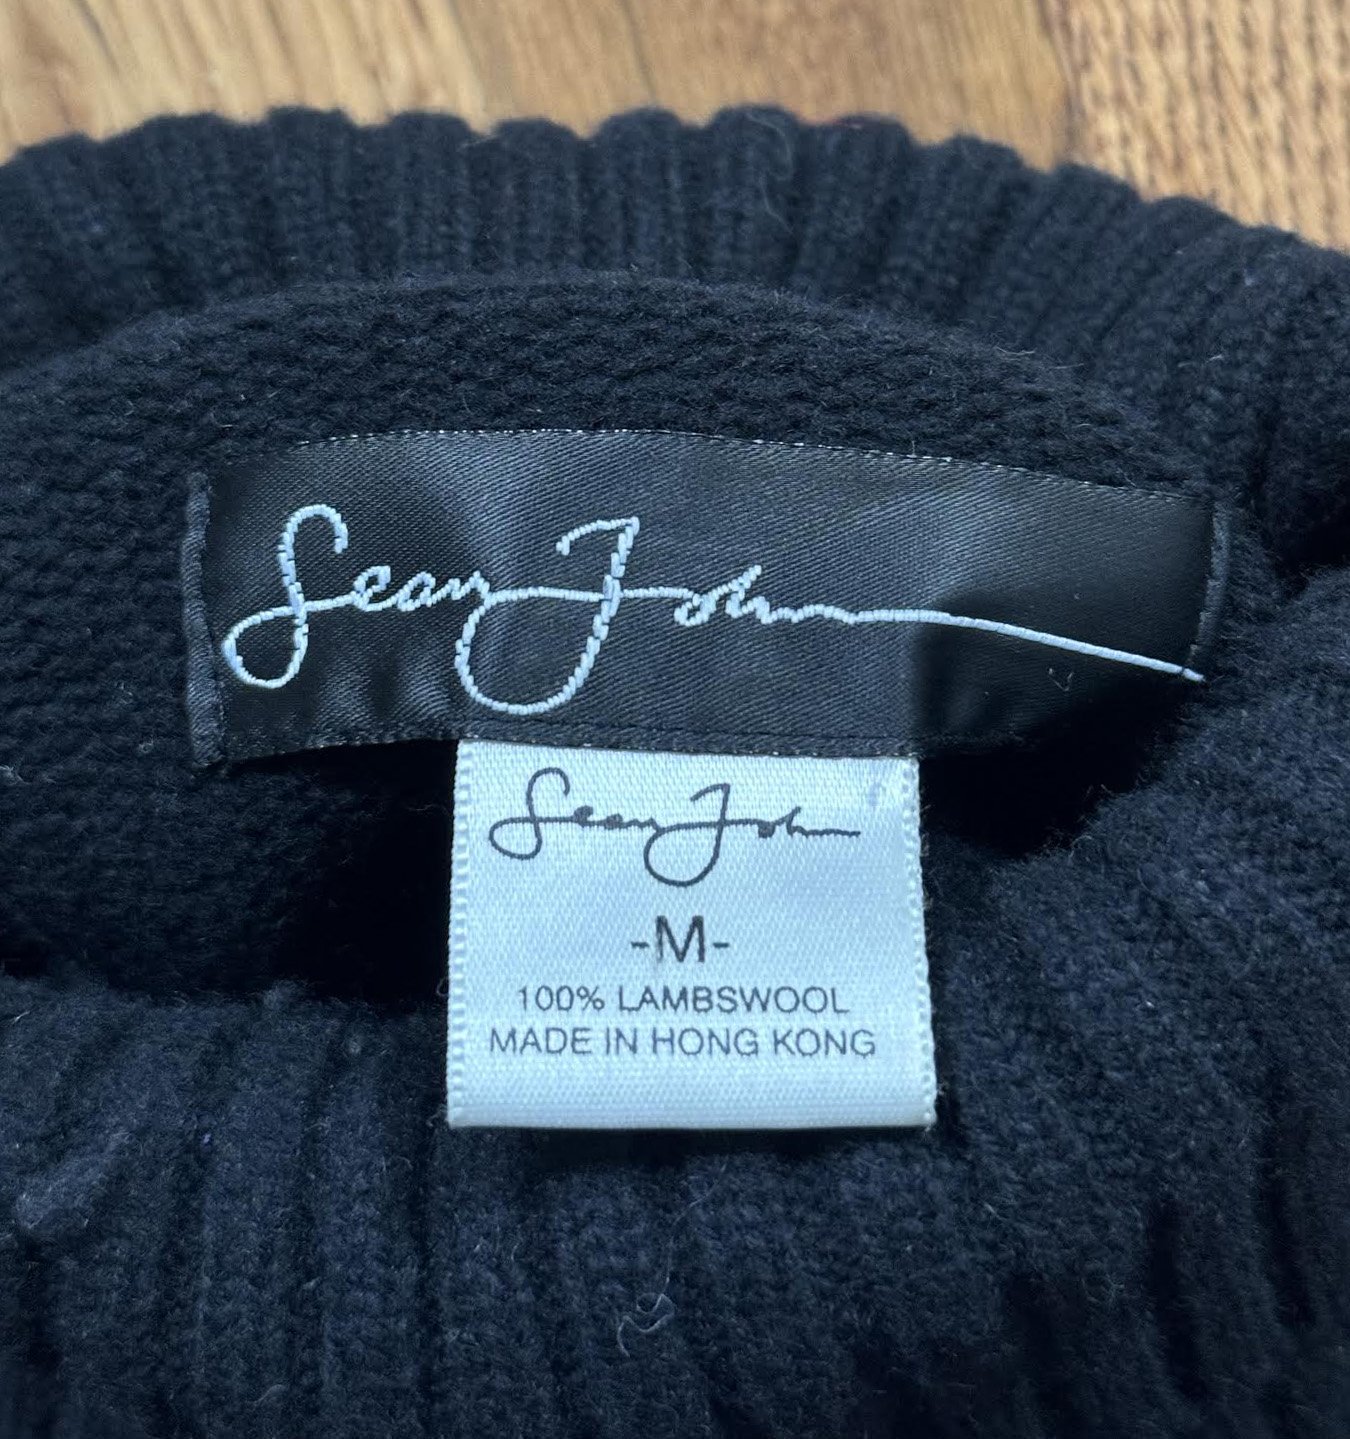 Sean John
Sean John
-M-
100% LAMBSWOOL
MADE IN HONG KONG